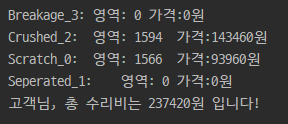 Breakage_3: 영역: 0 가격:0원
Crushed_2: 영역: 1594 가격:143460원
Scratch_0: 영역: 1566 가격:93960원
Seperated_1: 영역: 0 가격:0원
고객님, 총 수리비는 237420원 입니다!